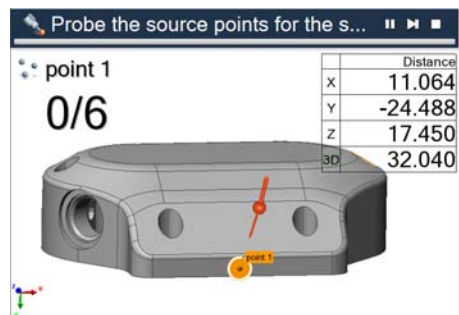 Probe the source points for the s...
point 1
0/6
Distance
X 11.064
Y -24.488
Z 17.450
3D 32.040
point 1